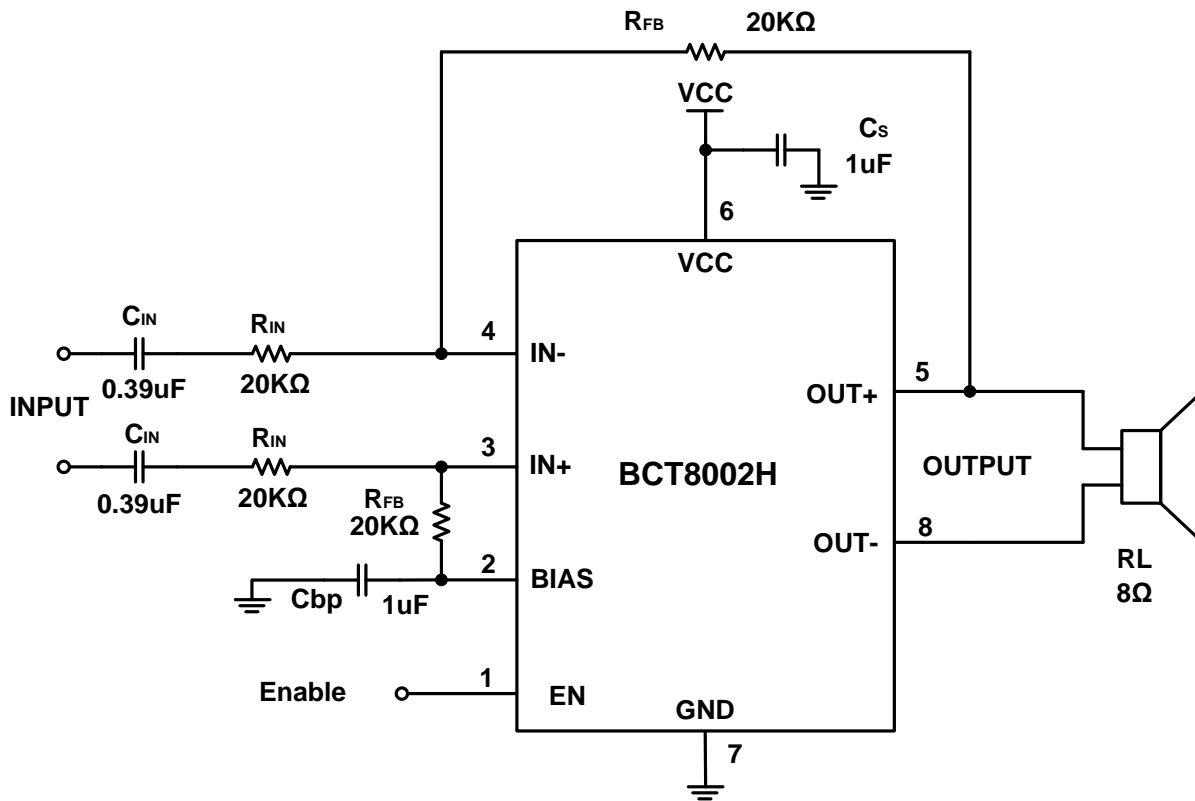 RFB 20KΩ
VCC
CS
1uF
6
VCC
CIN
RIN
4
IN-
0.39uF
20KΩ
INPUT
5
OUT+
CIN
RIN
3
IN+
BCT8002H
OUTPUT
0.39uF
20KΩ
RFB
20KΩ
8
OUT-
2
BIAS
Cbp
1uF
RL
8Ω
Enable
1
EN
GND
7